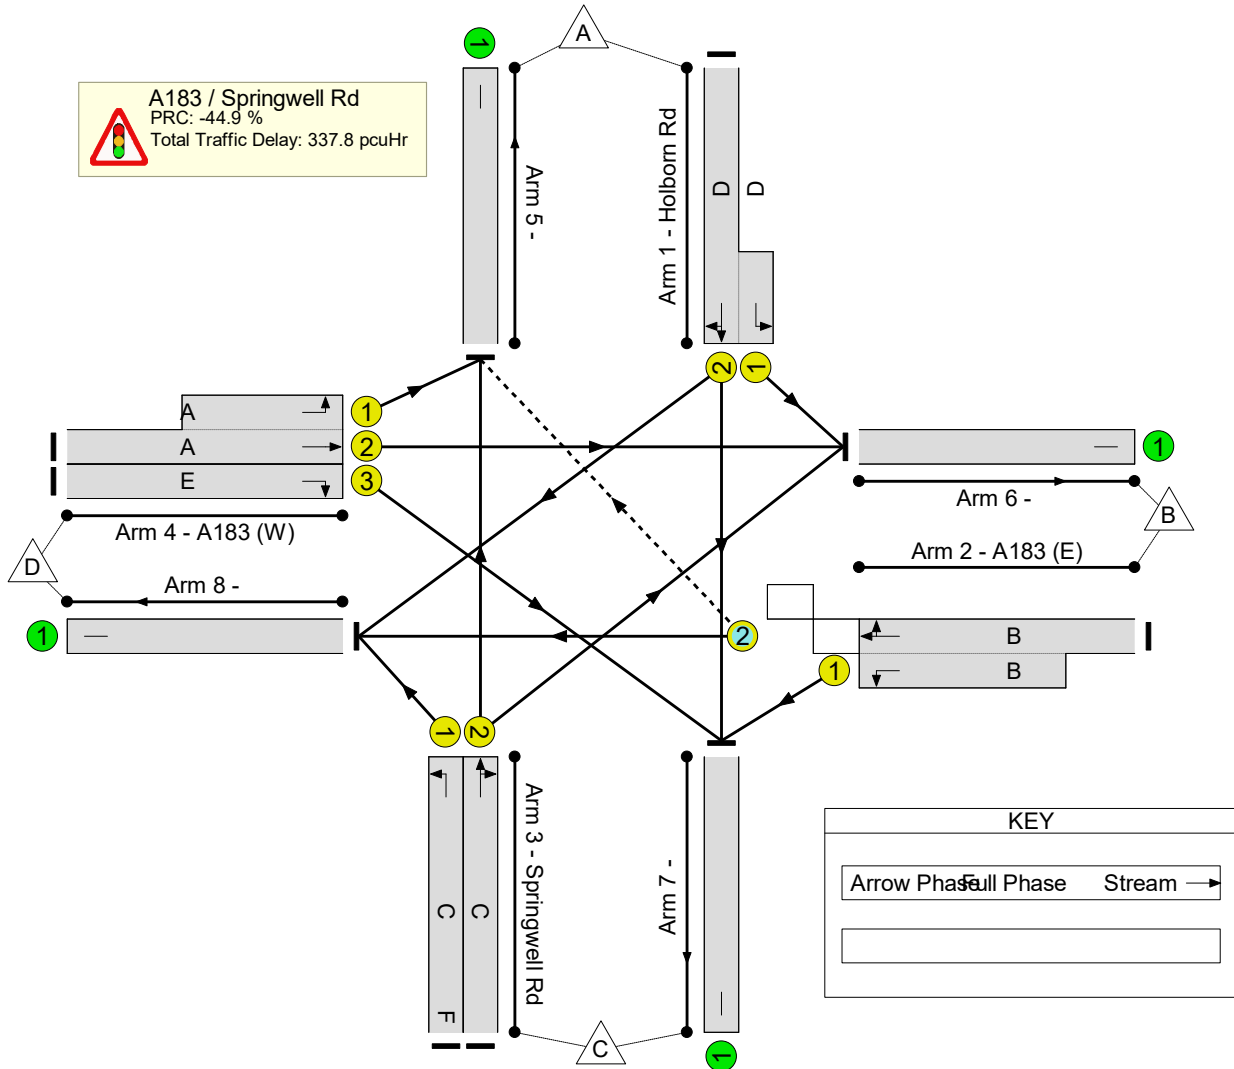 1
A
A183 / Springwell Rd
PRC: -44.9 %
Total Traffic Delay: 337.8 pcuHr
Arm 5 -
Arm 1 - Holborn Rd
D
D
2
1
A
1
A
2
E
3
Arm 4 - A183 (W)
D
Arm 8 -
1
1
Arm 6 -
B
Arm 2 - A183 (E)
2
B
1
B
1
2
C
C
F
Arm 3 - Springwell Rd
Arm 7 -
C
1
KEY
Arrow Phase
Full Phase
Stream